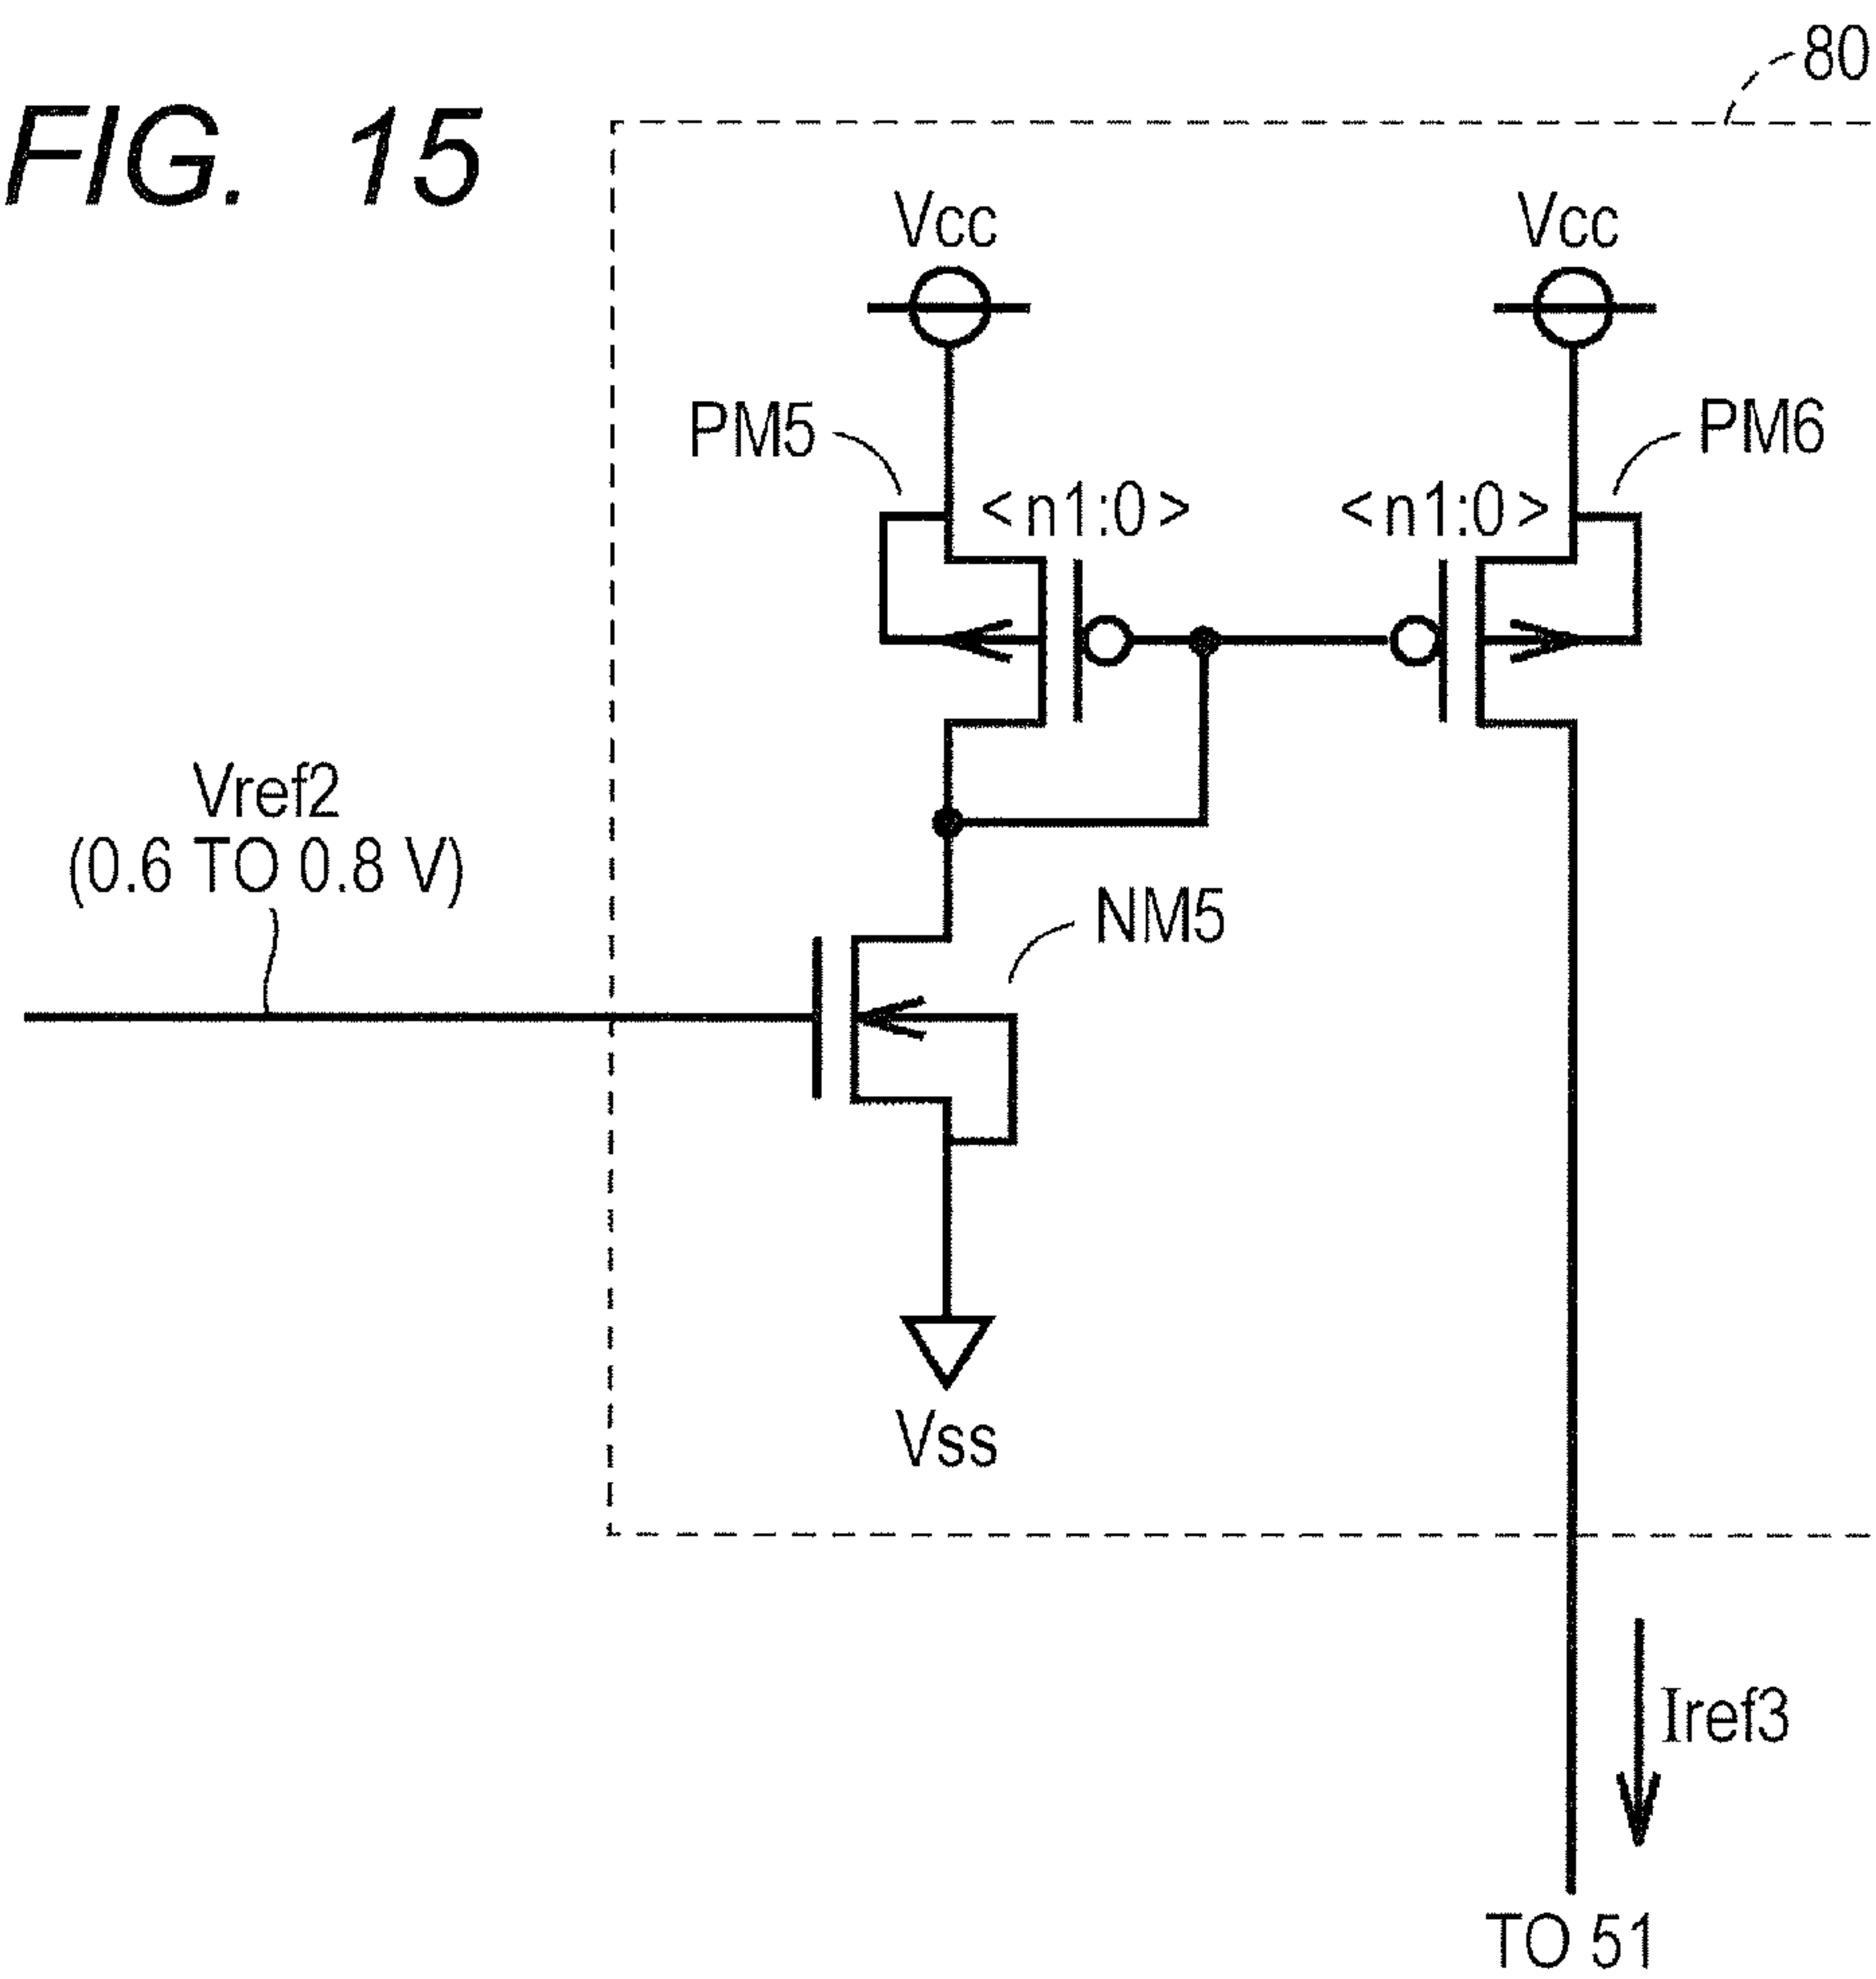 FIG. 15
80
Vcc
Vcc
PM5
PM6
<n1:0>
<n1:0>
Vref2
(0.6 TO 0.8 V)
NM5
Vss
Iref3
TO 51